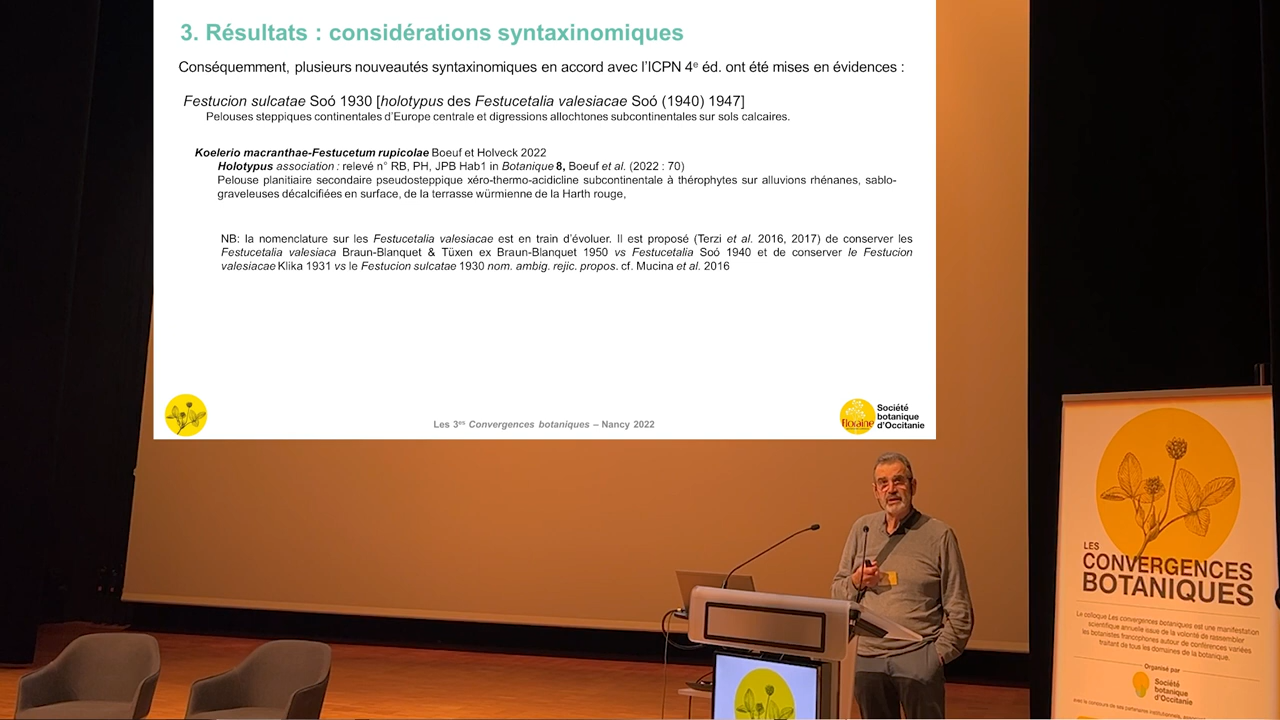 3. Résultats : considérations syntaxinomiques
Conséquemment, plusieurs nouveautés syntaxinomiques en accord avec l'ICPN 4e éd. ont été mises en évidences :
Festucion sulcatae Soó 1930 [holotypus des Festucetalia valesiacae Soó (1940) 1947]
Pelouses steppiques continentales d'Europe centrale et digressions allochtones subcontinentales sur sols calcaires.
Koelerio macranthae-Festucetum rupicolae Boeuf et Holveck 2022
Holotypus association : relevé n° RB, PH, JPB Hab1 in Botanique 8, Boeuf et al. (2022 : 70)
Pelouse planitiaire secondaire pseudosteppique xéro-thermo-acidicline subcontinentale à thérophytes sur alluvions rhénanes, sablo-
graveleuses décalcifiées en surface, de la terrasse würmienne de la Harth rouge,
NB: la nomenclature sur les Festucetalia valesiacae est en train d'évoluer. Il est proposé (Terzi et al. 2016, 2017) de conserver les
Festucetalia valesiaca Braun-Blanquet & Tüxen ex Braun-Blanquet 1950 vs Festucetalia Soó 1940 et de conserver le Festucion
valesiacae Klika 1931 vs le Festucion sulcatae 1930 nom. ambig. rejic. propos. cf. Mucina et al. 2016
Les 3es Convergences botaniques – Nancy 2022
floraine
Société
botanique
d'Occitanie
LES
CONVERGENCES
BOTANIQUES
Le colloque Les convergences botaniques est une manifestation
scientifique annuelle issue de la volonté de rassembler
les botanistes francophones autour de conférences variées
traitant de tous les domaines de la botanique.
Organisé par
Société
botanique
d'Occitanie
avec le concours de ses partenaires institutionnels,